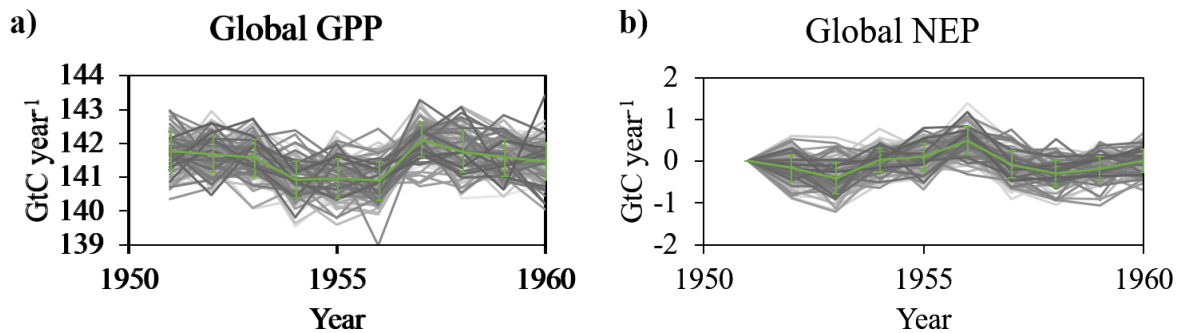 a) Global GPP
GtC year-1
144
143
142
141
140
139
1950 1955 1960
Year
b) Global NEP
GtC year-1
2
1
0
-1
-2
1950 1955 1960
Year